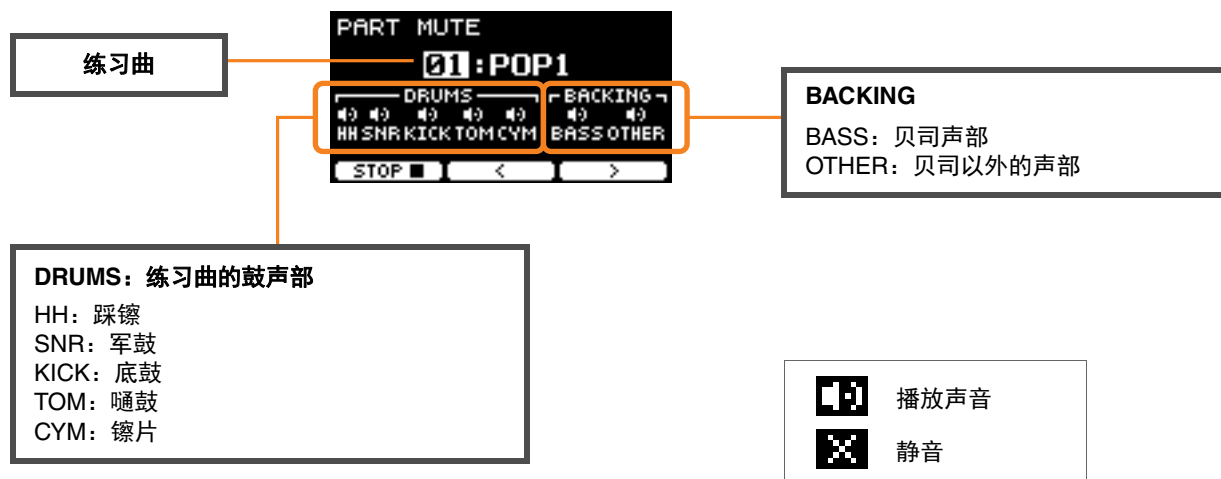 练习曲
PART MUTE
01:POP1
DRUMS
BACKING
HH SNR KICK TOM CYM BASS OTHER
STOP ■ < >
BACKING
BASS：贝司声部
OTHER：贝司以外的声部
DRUMS：练习曲的鼓声部
HH：踩镲
SNR：军鼓
KICK：底鼓
TOM：嗵鼓
CYM：镲片
播放声音
静音